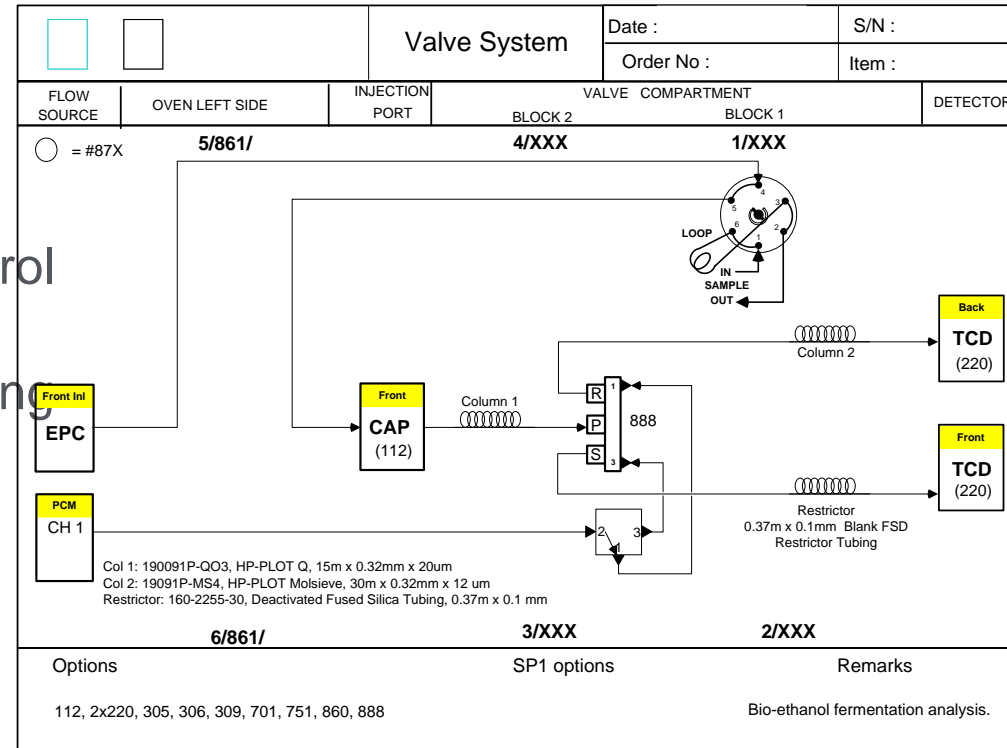 Valve System
Date :
S/N :
Order No :
Item :
FLOW
SOURCE
OVEN LEFT SIDE
INJECTION
PORT
VALVE COMPARTMENT
BLOCK 2
BLOCK 1
DETECTOR
= #87X
5/861/
4/XXX
1/XXX
4
5
3
6
2
1
LOOP
IN
SAMPLE
OUT
rol
ng
Back
TCD
(220)
Column 2
Front Inl
EPC
Front
CAP
(112)
Column 1
R
1
P
888
S
3
Front
TCD
(220)
Restrictor
0.37m x 0.1mm Blank FSD
Restrictor Tubing
PCM
CH 1
2
3
1
Col 1: 190091P-QO3, HP-PLOT Q, 15m x 0.32mm x 20um
Col 2: 19091P-MS4, HP-PLOT Molsieve, 30m x 0.32mm x 12 um
Restrictor: 160-2255-30, Deactivated Fused Silica Tubing, 0.37m x 0.1 mm
6/861/
3/XXX
2/XXX
Options
SP1 options
Remarks
112, 2x220, 305, 306, 309, 701, 751, 860, 888
Bio-ethanol fermentation analysis.